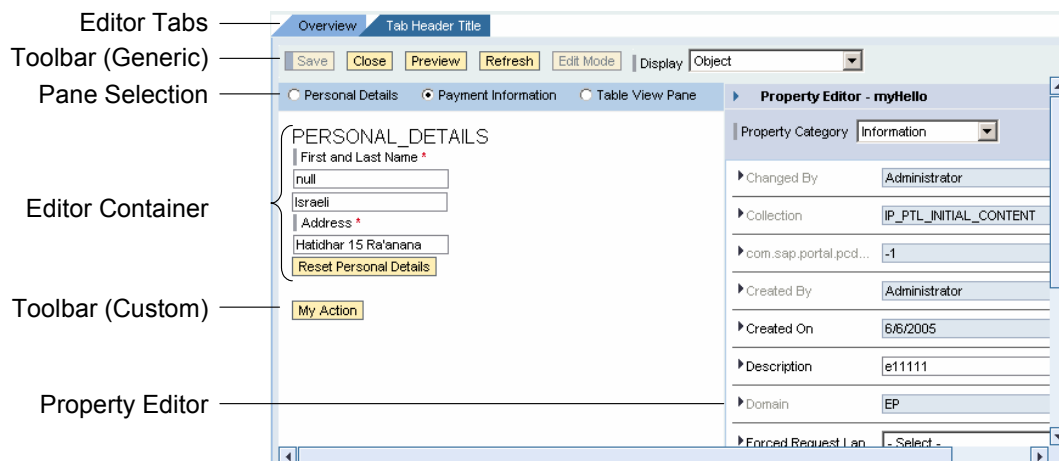 Editor Tabs
Overview Tab Header Title
Toolbar (Generic)
Save Close Preview Refresh Edit Mode Display Object
Pane Selection
Personal Details Payment Information Table View Pane
Property Editor - myHello
Property Category Information
Editor Container
PERSONAL_DETAILS
First and Last Name *
null
Israeli
Address *
Hatidhar 15 Ra'anana
Reset Personal Details
Toolbar (Custom)
My Action
Property Editor
Changed By Administrator
Collection IP_PTL_INITIAL_CONTENT
com.sap.portal.pcd... -1
Created By Administrator
Created On 6/6/2005
Description e11111
Domain EP
Forced Request Lan - Select -